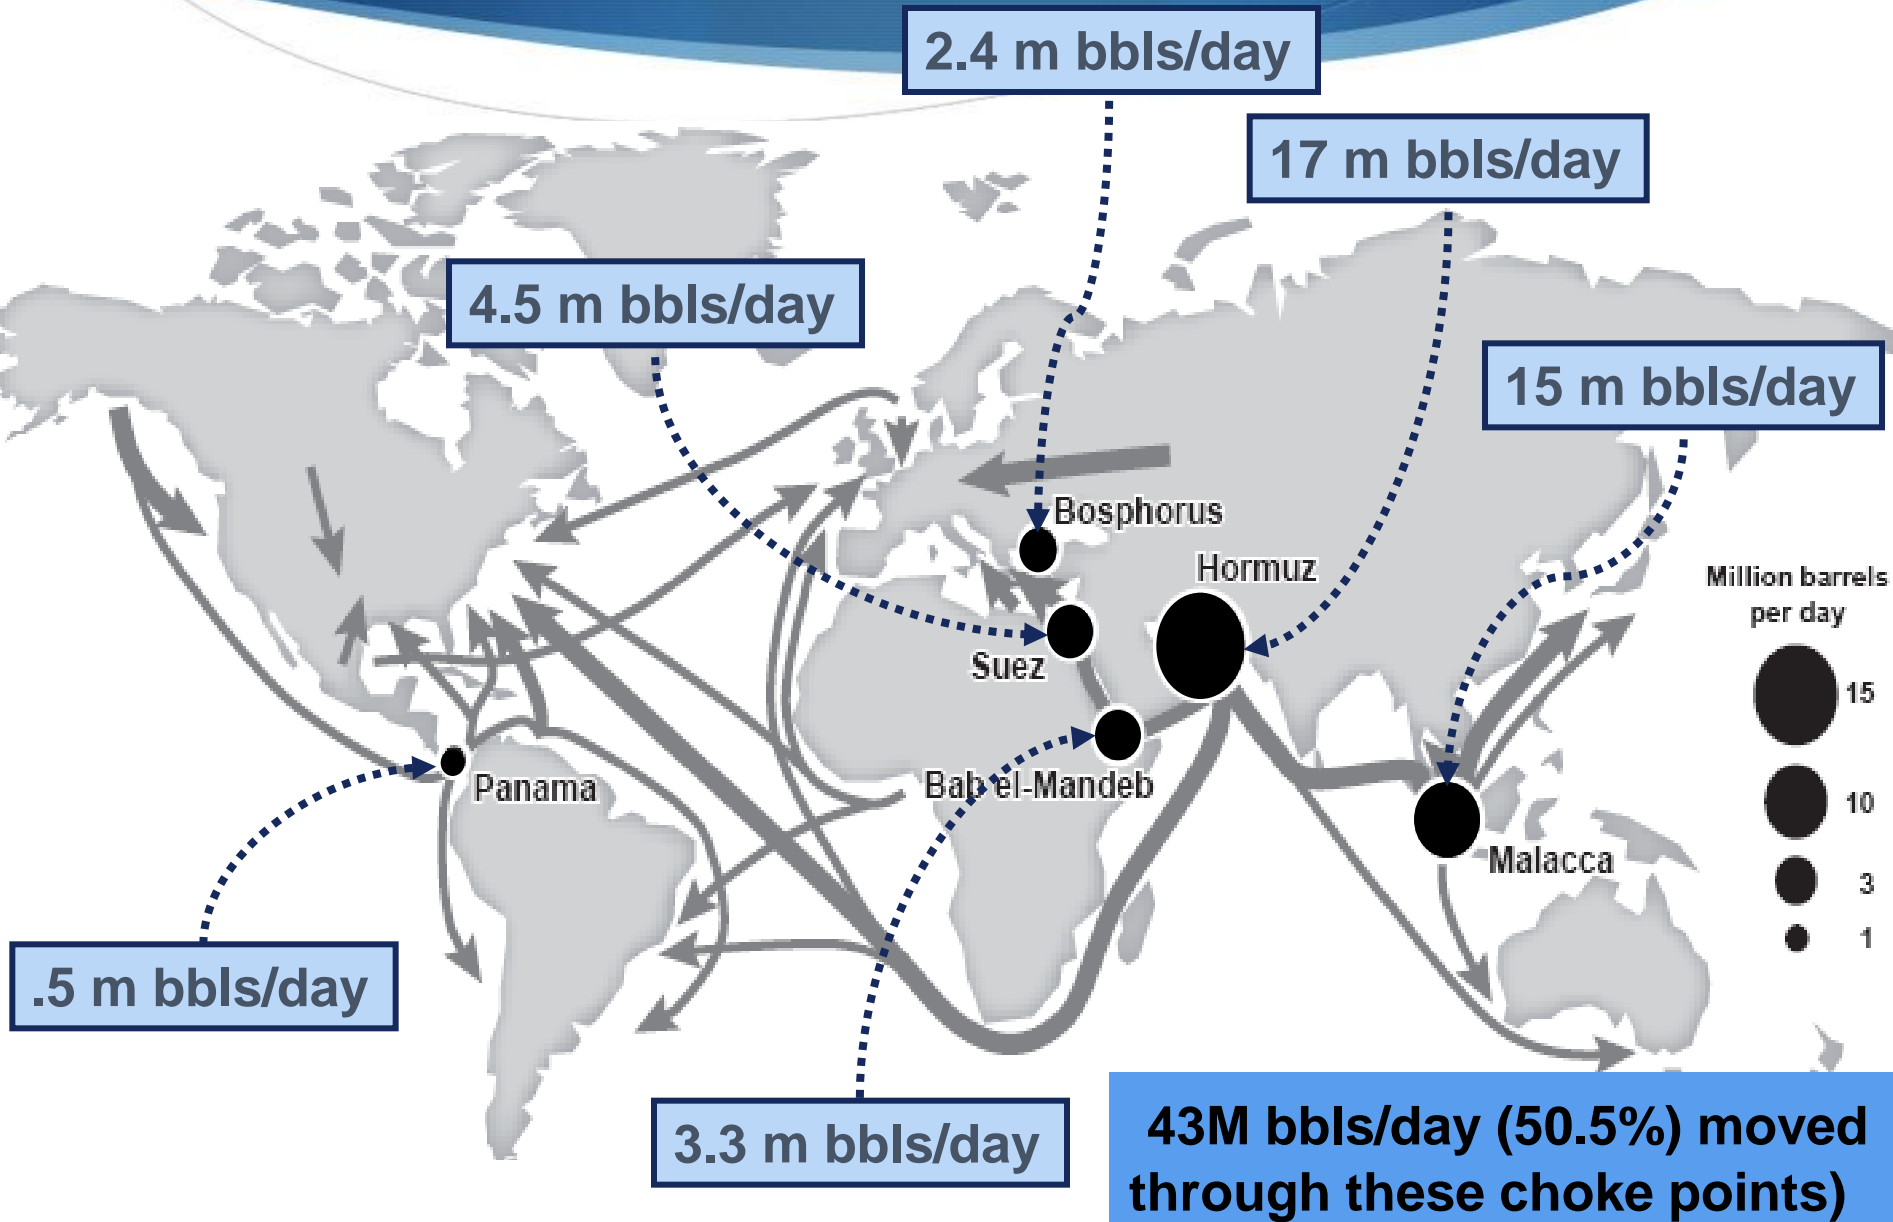 2.4 m bbls/day
17 m bbls/day
4.5 m bbls/day
15 m bbls/day
Bosphorus
Hormuz
Million barrels
per day
Suez
15
Panama
Bab el-Mandeb
10
Malacca
3
1
.5 m bbls/day
3.3 m bbls/day
43M bbls/day (50.5%) moved
through these choke points)